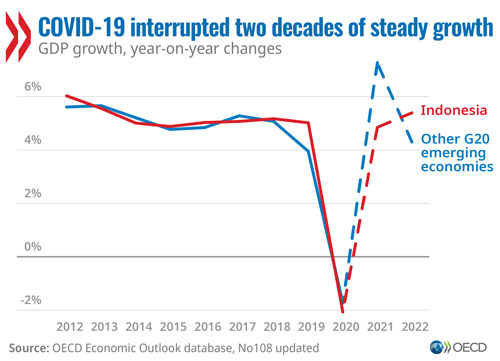 COVID-19 interrupted two decades of steady growth
GDP growth, year-on-year changes
6%
4%
2%
0%
-2%
Indonesia
Other G20
emerging
economies
2012 2013 2014 2015 2016 2017 2018 2019 2020 2021 2022
Source: OECD Economic Outlook database, No108 updated
OECD